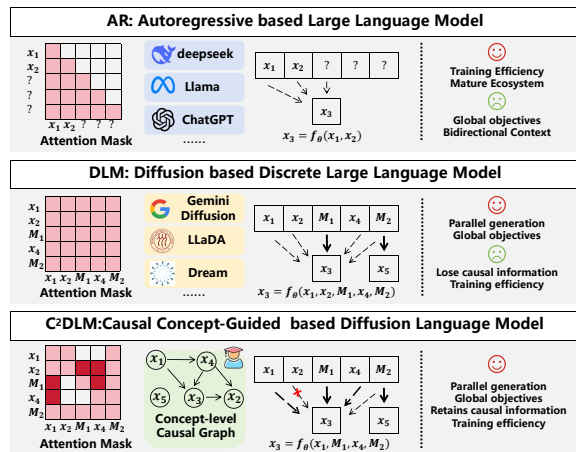 AR: Autoregressive based Large Language Model
x₁
x₂
?
?
?
x₁ x₂ ? ? ?
Attention Mask
deepseek
Llama
ChatGPT
......
x₁ x₂ ? ? ?
x₃
x₃ = fθ(x₁, x₂)
Training Efficiency
Mature Ecosystem
Global objectives
Bidirectional Context
DLM: Diffusion based Discrete Large Language Model
x₁
x₂
M₁
x₄
M₂
x₁ x₂ M₁ x₄ M₂
Attention Mask
Gemini
Diffusion
LLaDA
Dream
......
x₁ x₂ M₁ x₄ M₂
x₃ x₅
x₃ = fθ(x₁, x₂, M₁, x₄, M₂)
Parallel generation
Global objectives
Lose causal information
Training efficiency
C²DLM:Causal Concept-Guided based Diffusion Language Model
x₁
x₂
M₁
x₄
M₂
x₁ x₂ M₁ x₄ M₂
Attention Mask
x₁ x₄
x₅ x₃ x₂
Concept-level
Causal Graph
x₁ x₂ M₁ x₄ M₂
x₃ x₅
x₃ = fθ(x₁, M₁, x₄, M₂)
Parallel generation
Global objectives
Retains causal information
Training efficiency